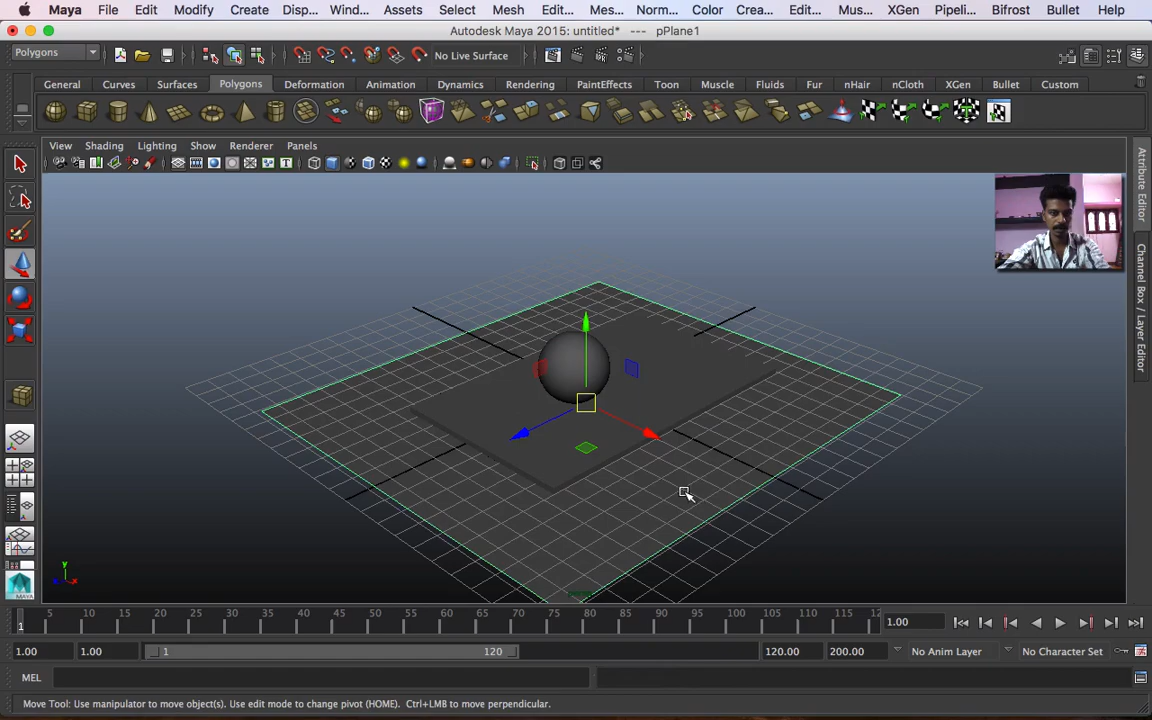 Maya File Edit Modify Create Disp... Wind... Assets Select Mesh Edit... Mes... Norm... Color Crea... Edit... Mus... XGen Pipeli... Bifrost Bullet Help
Autodesk Maya 2015: untitled* --- pPlane1
Polygons No Live Surface
General Curves Surfaces Polygons Deformation Animation Dynamics Rendering PaintEffects Toon Muscle Fluids Fur nHair nCloth XGen Bullet Custom
View Shading Lighting Show Renderer Panels
Attribute Editor
Channel Box / Layer Editor
y
x
MAYA
1 5 10 15 20 25 30 35 40 45 50 55 60 65 70 75 80 85 90 95 100 105 110 115 12 1.00
1.00 1.00 1 120 120.00 200.00 No Anim Layer No Character Set
MEL
Move Tool: Use manipulator to move object(s). Use edit mode to change pivot (HOME). Ctrl+LMB to move perpendicular.